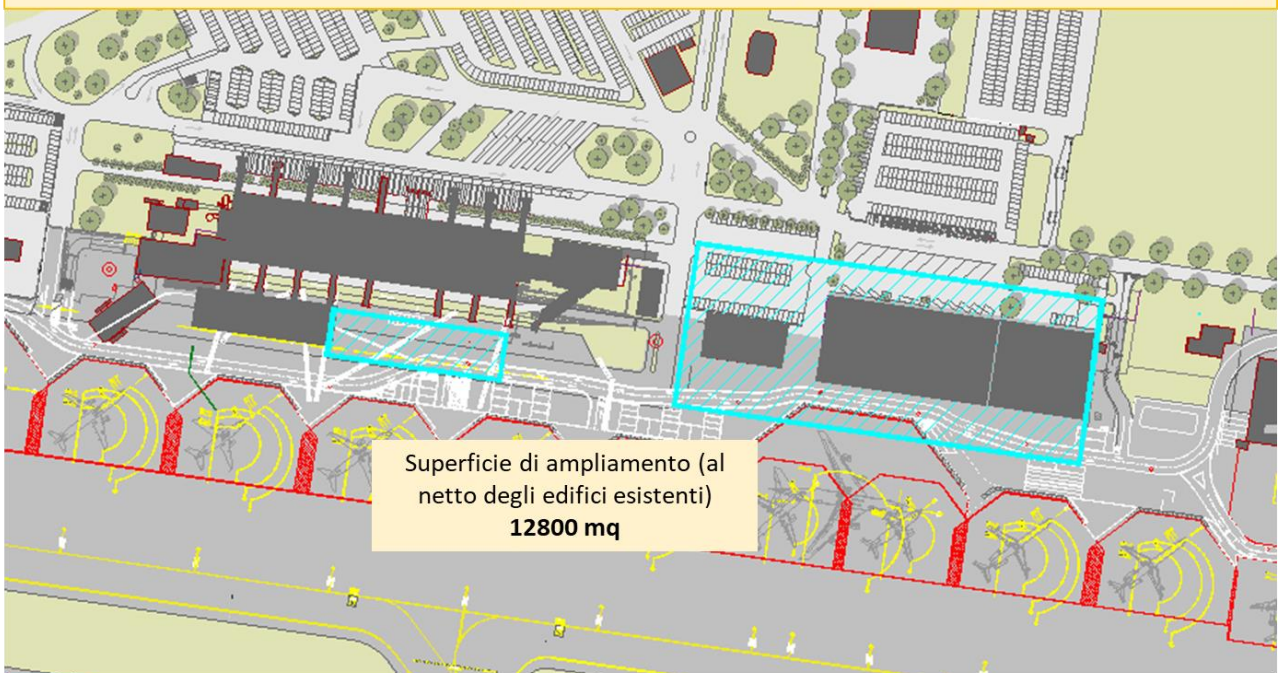 Superficie di ampliamento (al
netto degli edifici esistenti)
12800 mq